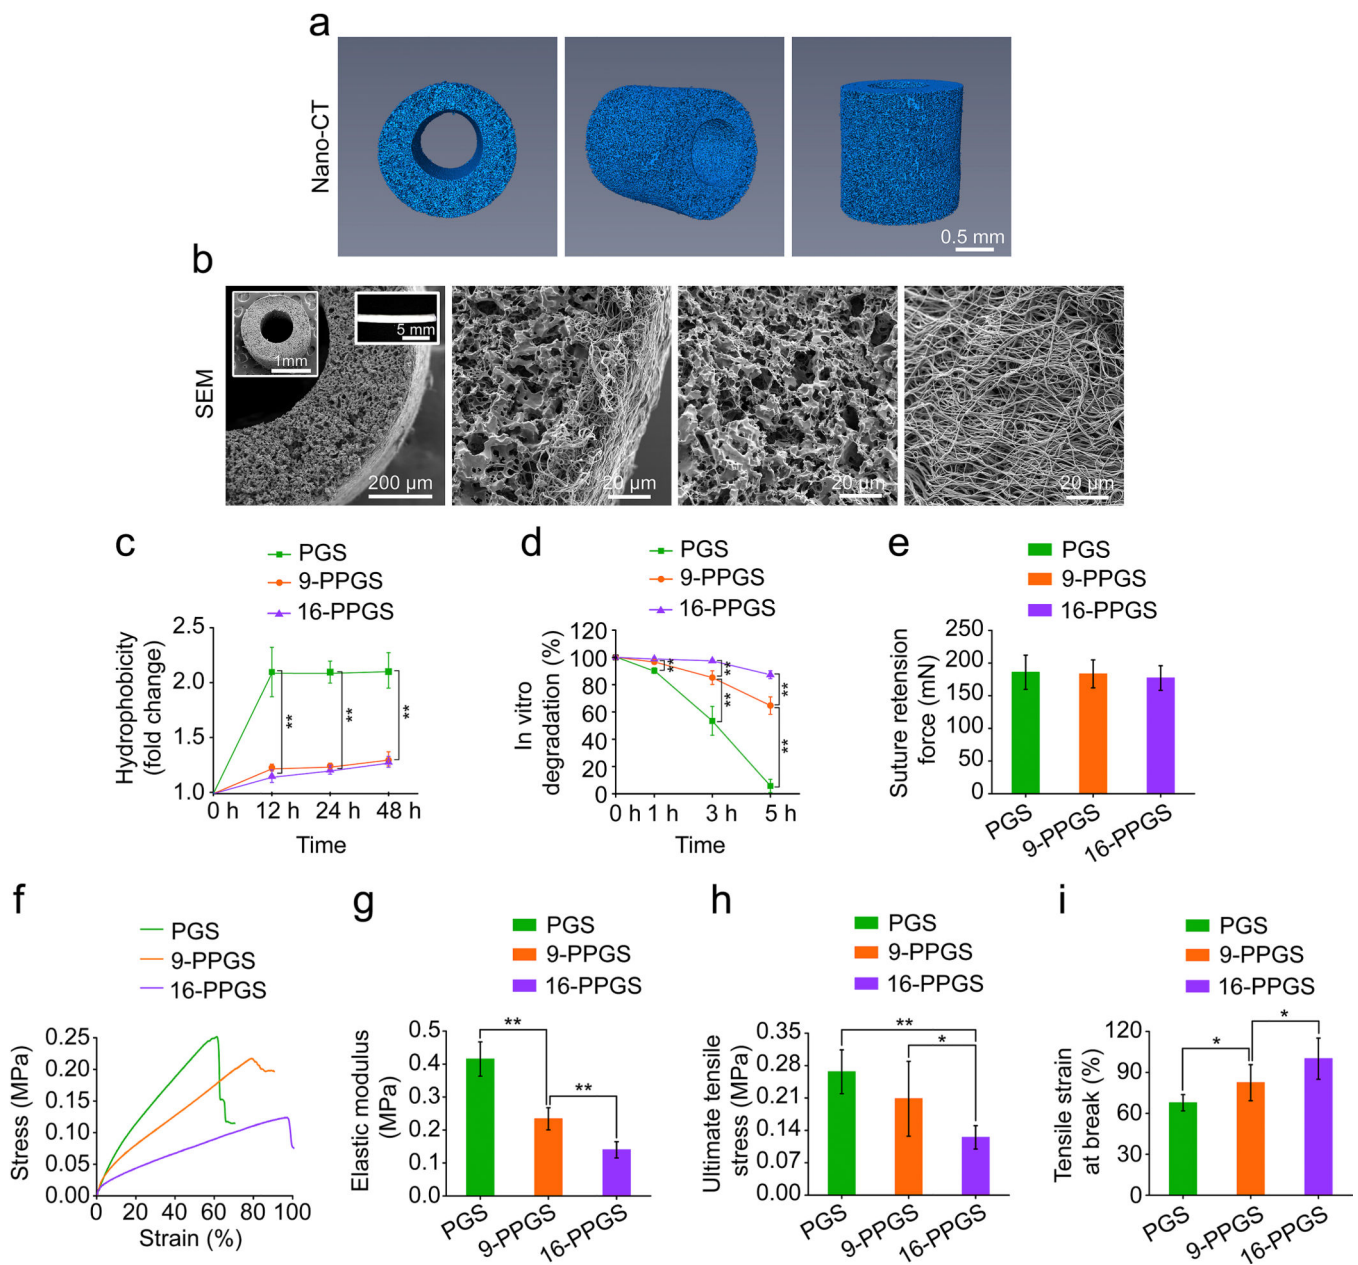 a
Nano-CT
0.5 mm
b
SEM
1mm
5 mm
200 µm
20 µm
20 µm
20 µm
c
PGS
9-PPGS
16-PPGS
Hydrophobicity
(fold change)
2.5
2.0
1.5
1.0
**
**
**
0 h 12 h 24 h 48 h
Time
d
PGS
9-PPGS
16-PPGS
In vitro
degradation (%)
120
100
80
60
40
20
0
**
**
**
**
**
0 h 1 h 3 h 5 h
Time
e
PGS
9-PPGS
16-PPGS
Suture retension
force (mN)
250
200
150
100
50
0
PGS
9-PPGS
16-PPGS
f
PGS
9-PPGS
16-PPGS
Stress (MPa)
0.25
0.20
0.15
0.10
0.05
0.00
0 20 40 60 80 100
Strain (%)
g
PGS
9-PPGS
16-PPGS
Elastic modulus
(MPa)
0.5
0.4
0.3
0.2
0.1
0.0
**
**
PGS
9-PPGS
16-PPGS
h
PGS
9-PPGS
16-PPGS
Ultimate tensile
stress (MPa)
0.35
0.28
0.21
0.14
0.07
0.00
**
*
PGS
9-PPGS
16-PPGS
i
PGS
9-PPGS
16-PPGS
Tensile strain
at break (%)
120
90
60
30
0
*
*
PGS
9-PPGS
16-PPGS